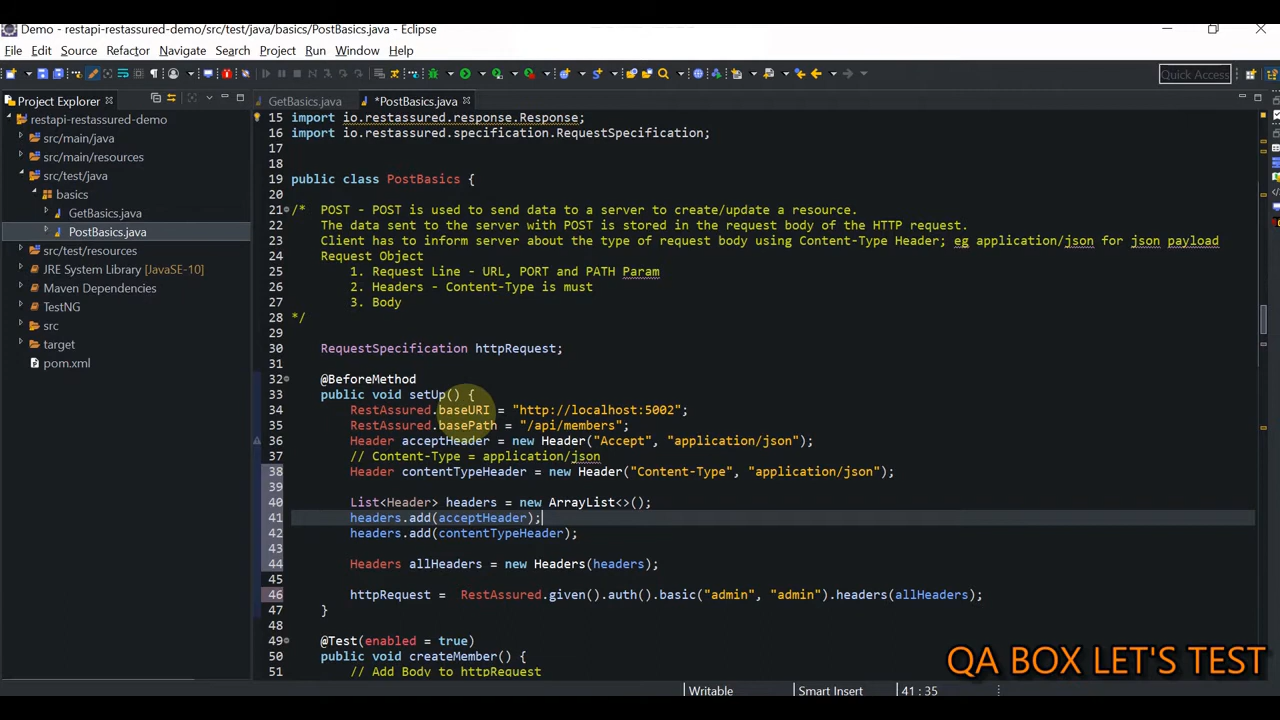 Demo - restapi-restassured-demo/src/test/java/basics/PostBasics.java - Eclipse
File Edit Source Refactor Navigate Search Project Run Window Help
Quick Access
Project Explorer
GetBasics.java
*PostBasics.java
restapi-restassured-demo
src/main/java
src/main/resources
src/test/java
basics
GetBasics.java
PostBasics.java
src/test/resources
JRE System Library [JavaSE-10]
Maven Dependencies
TestNG
src
target
pom.xml
15 import io.restassured.response.Response;
16 import io.restassured.specification.RequestSpecification;
17
18
19 public class PostBasics {
20
21 /* POST - POST is used to send data to a server to create/update a resource.
22 The data sent to the server with POST is stored in the request body of the HTTP request.
23 Client has to inform server about the type of request body using Content-Type Header; eg application/json for json payload
24 Request Object
25 1. Request Line - URL, PORT and PATH Param
26 2. Headers - Content-Type is must
27 3. Body
28 */
29
30 RequestSpecification httpRequest;
31
32 @BeforeMethod
33 public void setUp() {
34 RestAssured.baseURI = "http://localhost:5002";
35 RestAssured.basePath = "/api/members";
36 Header acceptHeader = new Header("Accept", "application/json");
37 // Content-Type = application/json
38 Header contentTypeHeader = new Header("Content-Type", "application/json");
39
40 List<Header> headers = new ArrayList<>();
41 headers.add(acceptHeader);
42 headers.add(contentTypeHeader);
43
44 Headers allHeaders = new Headers(headers);
45
46 httpRequest = RestAssured.given().auth().basic("admin", "admin").headers(allHeaders);
47 }
48
49 @Test(enabled = true)
50 public void createMember() {
51 // Add Body to httpRequest
QA BOX LET'S TEST
Writable Smart Insert 41 : 35